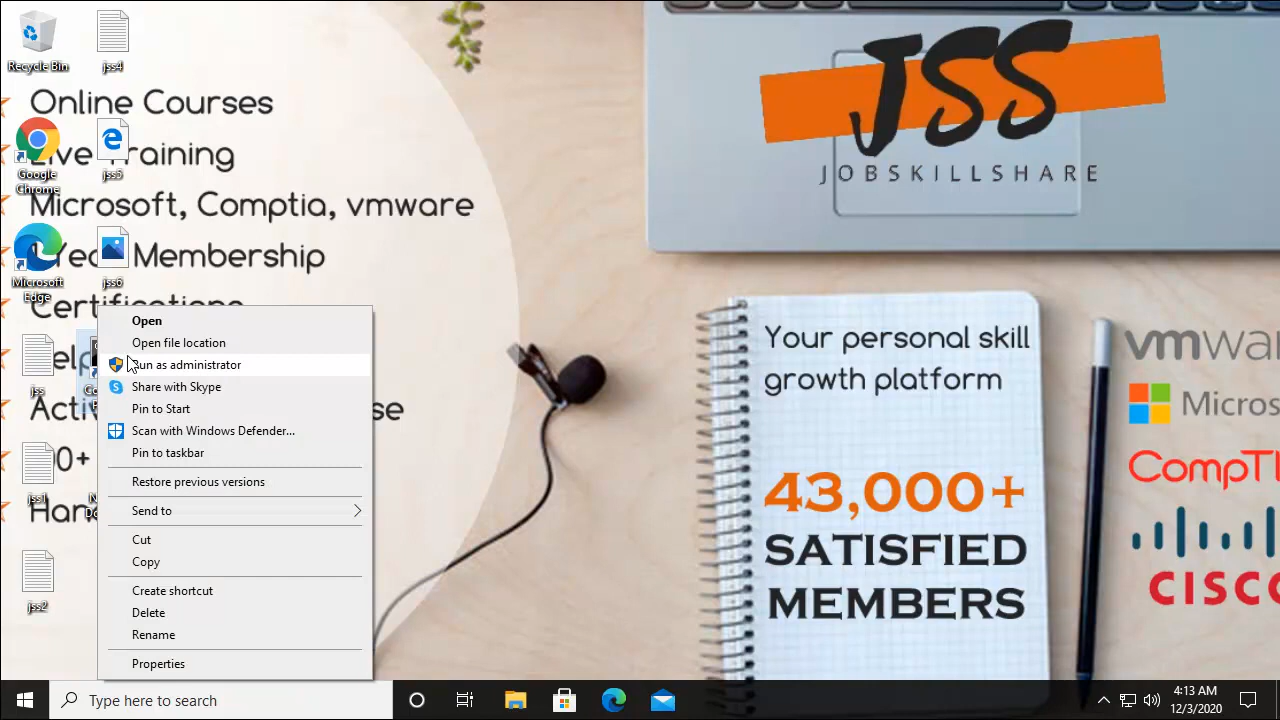 Recycle Bin
jss4
Online Courses
Google
Chrome
jss5
Live Training
Microsoft, Comptia, vmware
Microsoft
Edge
jss6
Year Membership
jss
jss1
jss2
Open
Open file location
Run as administrator
Share with Skype
Pin to Start
Scan with Windows Defender...
Pin to taskbar
Restore previous versions
Send to
Cut
Copy
Create shortcut
Delete
Rename
Properties
JSS
JOBSKILLSHARE
Your personal skill
growth platform
43,000+
SATISFIED
MEMBERS
CISCO
Type here to search
4:13 AM
12/3/2020